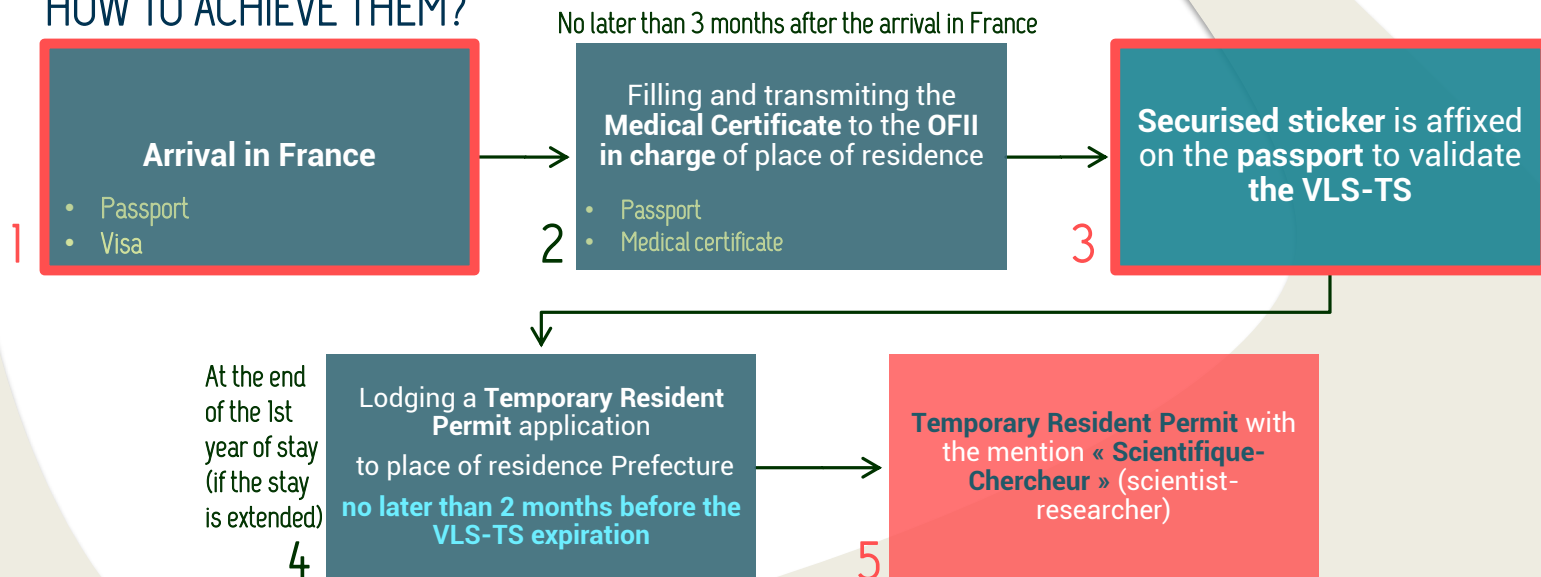 HOW TO ACHIEVE THEM?
No later than 3 months after the arrival in France
Arrival in France
• Passport
• Visa
1
Filling and transmiting the
Medical Certificate to the OFII
in charge of place of residence
• Passport
• Medical certificate
2
Securised sticker is affixed
on the passport to validate
the VLS-TS
3
At the end
of the 1st
year of stay
(if the stay
is extended)
4
Lodging a Temporary Resident
Permit application
to place of residence Prefecture
no later than 2 months before the
VLS-TS expiration
Temporary Resident Permit with
the mention « Scientifique-
Chercheur » (scientist-
researcher)
5